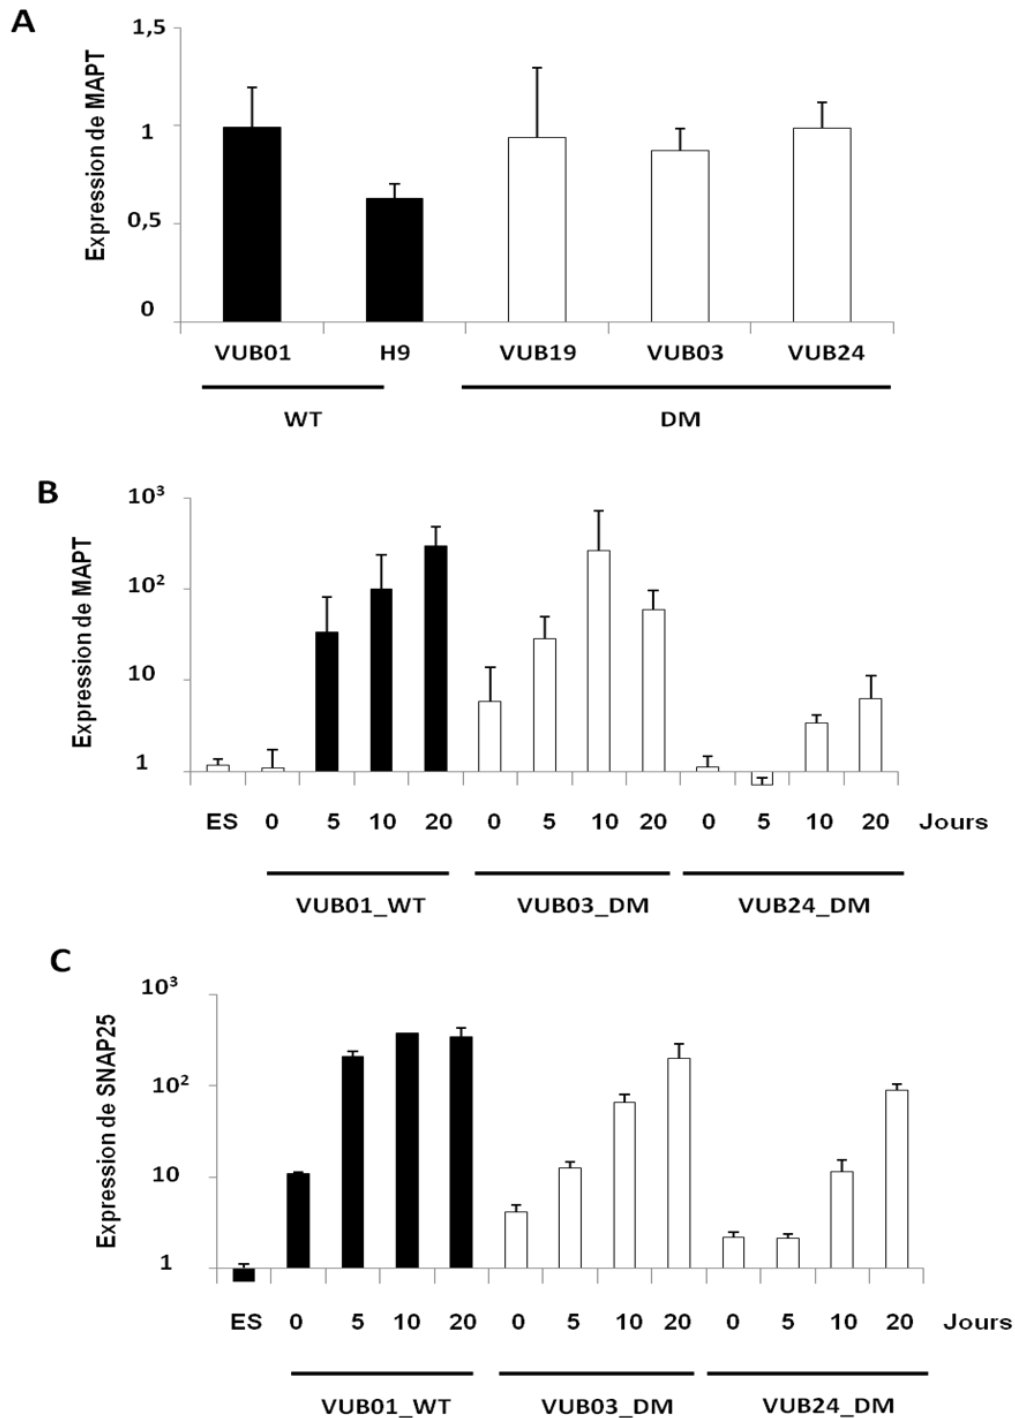 A
Expression de MAPT
1,5
1
0,5
0
VUB01 H9 VUB19 VUB03 VUB24
WT DM
B
Expression de MAPT
10³
10²
10
1
ES 0 5 10 20 0 5 10 20 0 5 10 20 Jours
VUB01_WT VUB03_DM VUB24_DM
C
Expression de SNAP25
10³
10²
10
1
ES 0 5 10 20 0 5 10 20 0 5 10 20 Jours
VUB01_WT VUB03_DM VUB24_DM